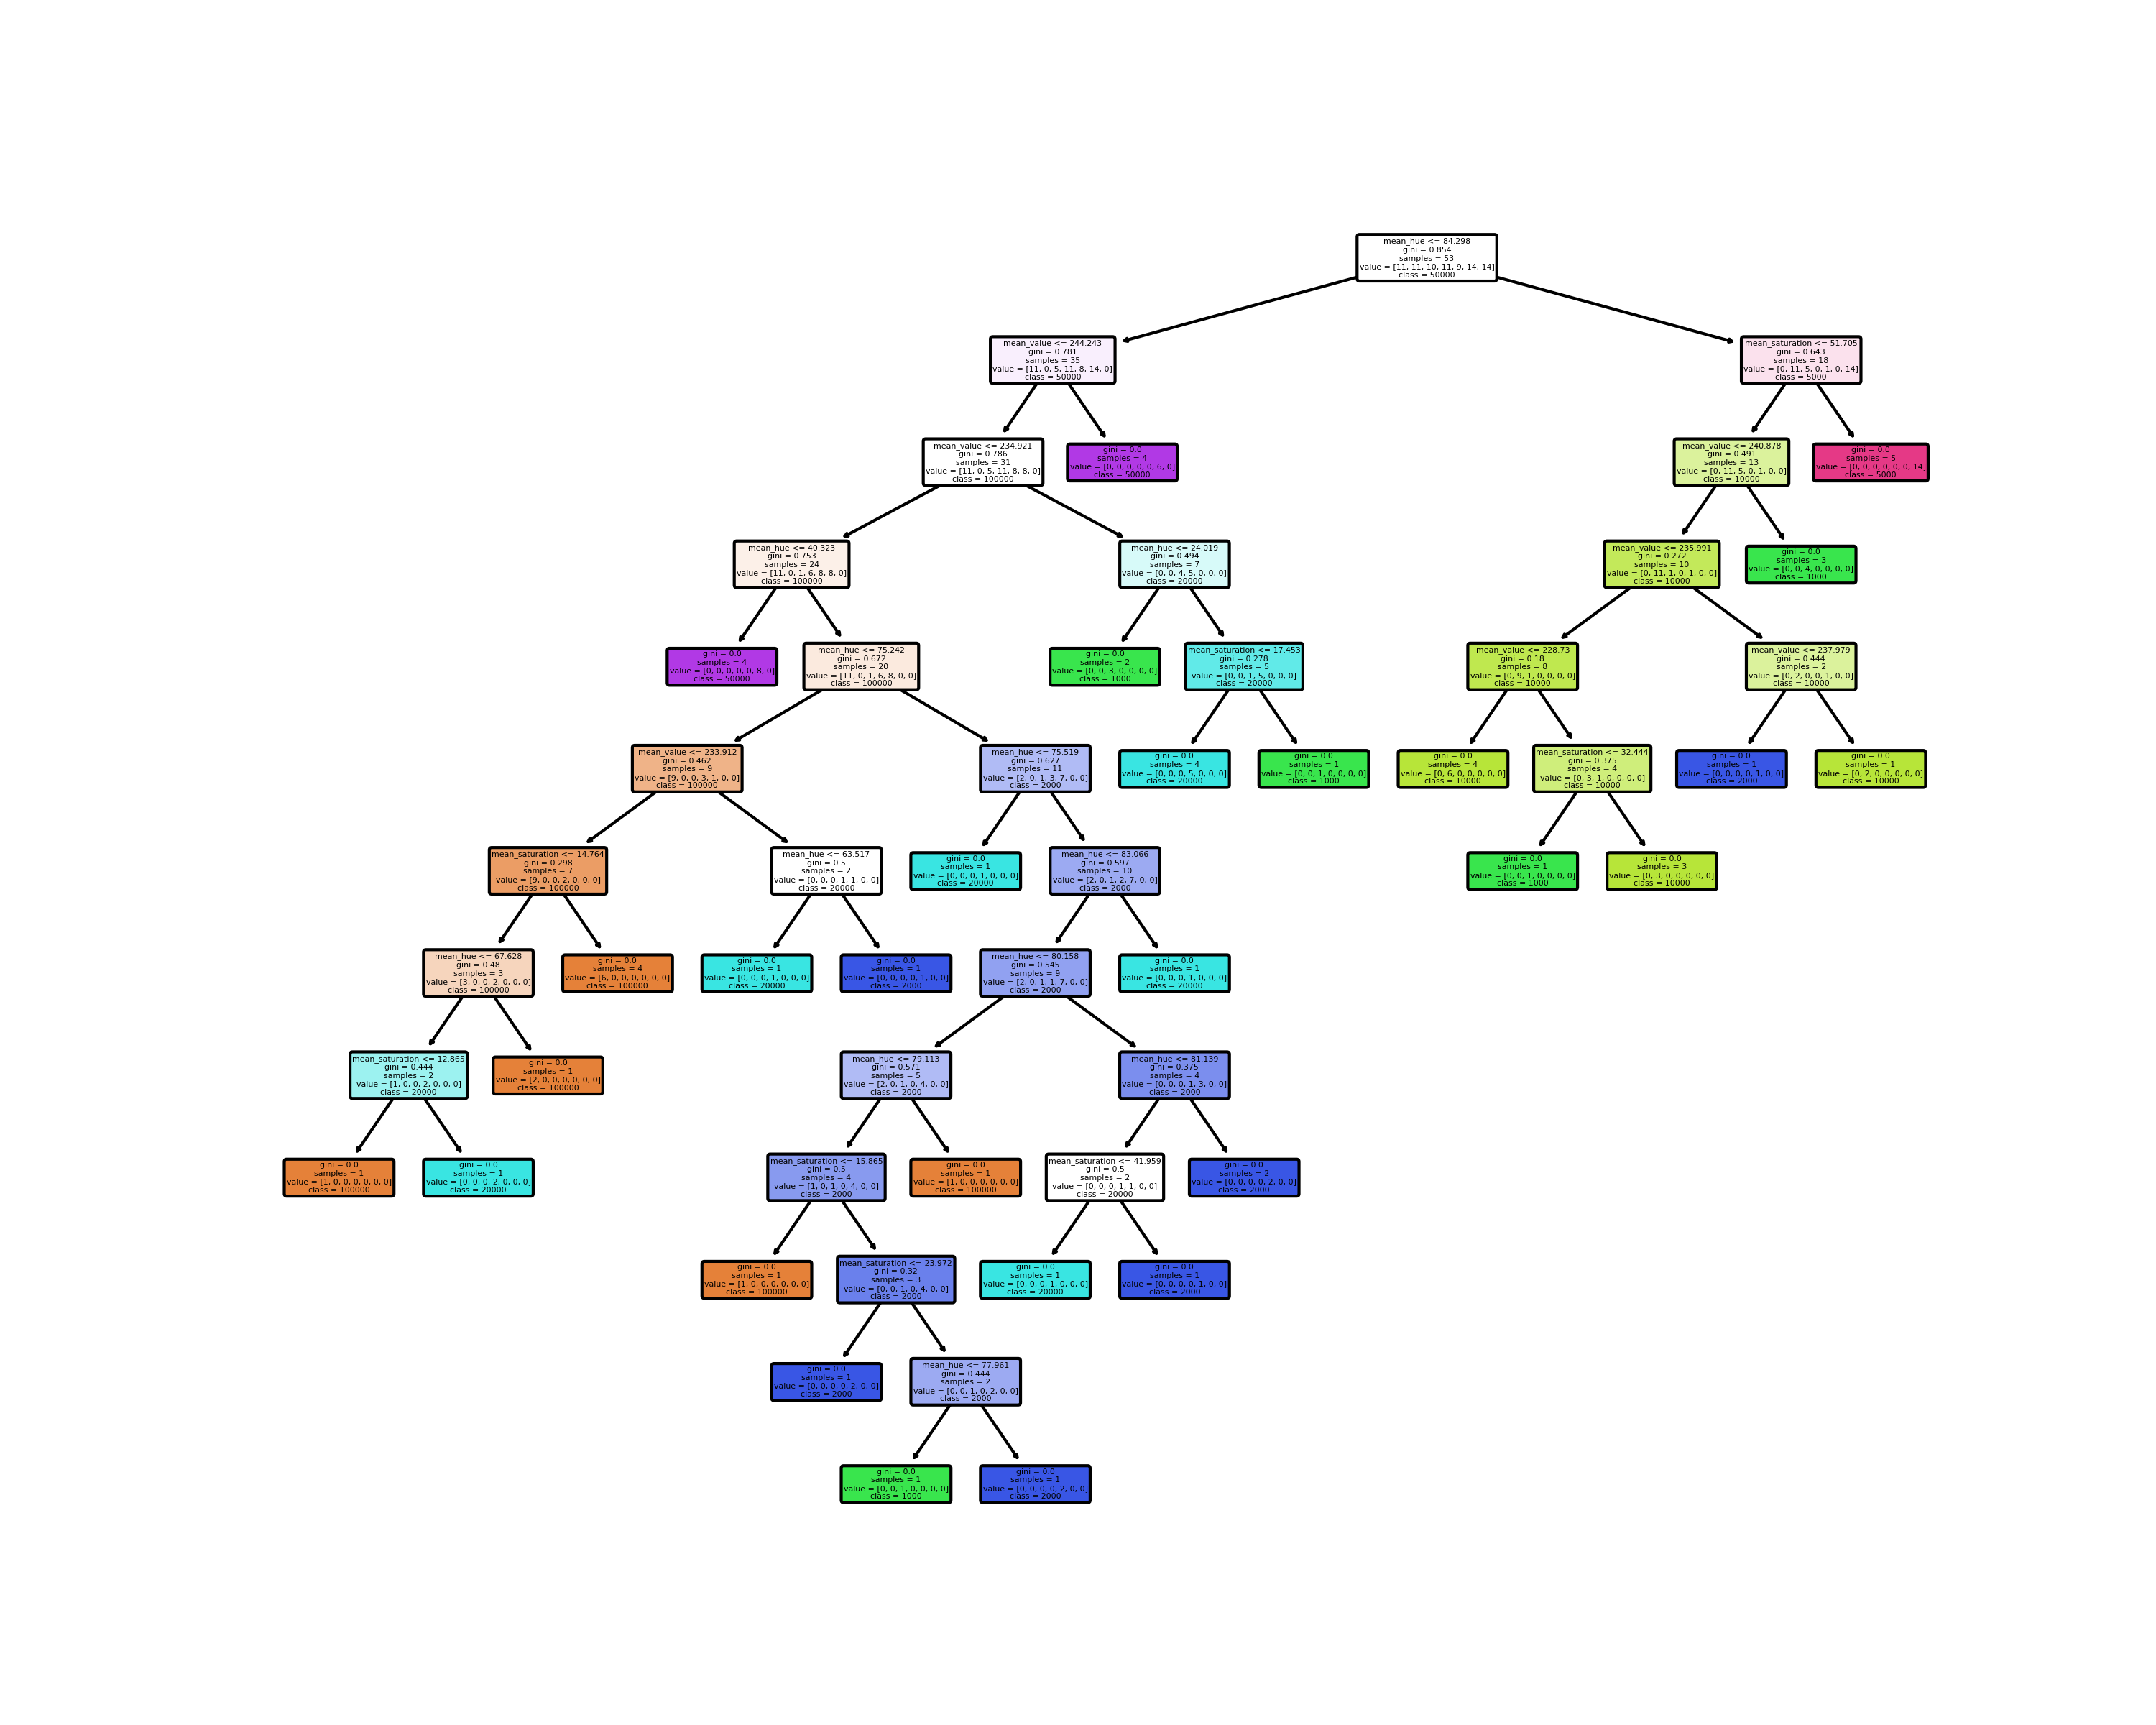 mean_hue <= 84.298
gini = 0.854
samples = 53
value = [11, 11, 10, 11, 9, 14, 14]
class = 50000
mean_value <= 244.243
gini = 0.781
samples = 35
value = [11, 0, 5, 11, 8, 14, 0]
class = 50000
mean_saturation <= 51.705
gini = 0.643
samples = 18
value = [0, 11, 5, 0, 1, 0, 14]
class = 5000
mean_value <= 234.921
gini = 0.786
samples = 31
value = [11, 0, 5, 11, 8, 8, 0]
class = 100000
gini = 0.0
samples = 4
value = [0, 0, 0, 0, 0, 6, 0]
class = 50000
mean_value <= 240.878
gini = 0.491
samples = 13
value = [0, 11, 5, 0, 1, 0, 0]
class = 10000
gini = 0.0
samples = 5
value = [0, 0, 0, 0, 0, 0, 14]
class = 5000
mean_hue <= 40.323
gini = 0.753
samples = 24
value = [11, 0, 1, 6, 8, 8, 0]
class = 100000
mean_hue <= 24.019
gini = 0.494
samples = 7
value = [0, 0, 4, 5, 0, 0, 0]
class = 20000
mean_value <= 235.991
gini = 0.272
samples = 10
value = [0, 11, 1, 0, 1, 0, 0]
class = 10000
gini = 0.0
samples = 3
value = [0, 0, 4, 0, 0, 0, 0]
class = 1000
gini = 0.0
samples = 4
value = [0, 0, 0, 0, 0, 8, 0]
class = 50000
mean_hue <= 75.242
gini = 0.672
samples = 20
value = [11, 0, 1, 6, 8, 0, 0]
class = 100000
gini = 0.0
samples = 2
value = [0, 0, 3, 0, 0, 0, 0]
class = 1000
mean_saturation <= 17.453
gini = 0.278
samples = 5
value = [0, 0, 1, 5, 0, 0, 0]
class = 20000
mean_value <= 228.73
gini = 0.18
samples = 8
value = [0, 9, 1, 0, 0, 0, 0]
class = 10000
mean_value <= 237.979
gini = 0.444
samples = 2
value = [0, 2, 0, 0, 1, 0, 0]
class = 10000
mean_value <= 233.912
gini = 0.462
samples = 9
value = [9, 0, 0, 3, 1, 0, 0]
class = 100000
mean_hue <= 75.519
gini = 0.627
samples = 11
value = [2, 0, 1, 3, 7, 0, 0]
class = 2000
gini = 0.0
samples = 4
value = [0, 0, 0, 5, 0, 0, 0]
class = 20000
gini = 0.0
samples = 1
value = [0, 0, 1, 0, 0, 0, 0]
class = 1000
gini = 0.0
samples = 4
value = [0, 6, 0, 0, 0, 0, 0]
class = 10000
mean_saturation <= 32.444
gini = 0.375
samples = 4
value = [0, 3, 1, 0, 0, 0, 0]
class = 10000
gini = 0.0
samples = 1
value = [0, 0, 0, 0, 1, 0, 0]
class = 2000
gini = 0.0
samples = 1
value = [0, 2, 0, 0, 0, 0, 0]
class = 10000
mean_saturation <= 14.764
gini = 0.298
samples = 7
value = [9, 0, 0, 2, 0, 0, 0]
class = 100000
mean_hue <= 63.517
gini = 0.5
samples = 2
value = [0, 0, 0, 1, 1, 0, 0]
class = 20000
gini = 0.0
samples = 1
value = [0, 0, 0, 1, 0, 0, 0]
class = 20000
mean_hue <= 83.066
gini = 0.597
samples = 10
value = [2, 0, 1, 2, 7, 0, 0]
class = 2000
gini = 0.0
samples = 1
value = [0, 0, 1, 0, 0, 0, 0]
class = 1000
gini = 0.0
samples = 3
value = [0, 3, 0, 0, 0, 0, 0]
class = 10000
mean_hue <= 67.628
gini = 0.48
samples = 3
value = [3, 0, 0, 2, 0, 0, 0]
class = 100000
gini = 0.0
samples = 4
value = [6, 0, 0, 0, 0, 0, 0]
class = 100000
gini = 0.0
samples = 1
value = [0, 0, 0, 1, 0, 0, 0]
class = 20000
gini = 0.0
samples = 1
value = [0, 0, 0, 0, 1, 0, 0]
class = 2000
mean_hue <= 80.158
gini = 0.545
samples = 9
value = [2, 0, 1, 1, 7, 0, 0]
class = 2000
gini = 0.0
samples = 1
value = [0, 0, 0, 1, 0, 0, 0]
class = 20000
mean_saturation <= 12.865
gini = 0.444
samples = 2
value = [1, 0, 0, 2, 0, 0, 0]
class = 20000
gini = 0.0
samples = 1
value = [2, 0, 0, 0, 0, 0, 0]
class = 100000
mean_hue <= 79.113
gini = 0.571
samples = 5
value = [2, 0, 1, 0, 4, 0, 0]
class = 2000
mean_hue <= 81.139
gini = 0.375
samples = 4
value = [0, 0, 0, 1, 3, 0, 0]
class = 2000
gini = 0.0
samples = 1
value = [1, 0, 0, 0, 0, 0, 0]
class = 100000
gini = 0.0
samples = 1
value = [0, 0, 0, 2, 0, 0, 0]
class = 20000
mean_saturation <= 15.865
gini = 0.5
samples = 4
value = [1, 0, 1, 0, 4, 0, 0]
class = 2000
gini = 0.0
samples = 1
value = [1, 0, 0, 0, 0, 0, 0]
class = 100000
mean_saturation <= 41.959
gini = 0.5
samples = 2
value = [0, 0, 0, 1, 1, 0, 0]
class = 20000
gini = 0.0
samples = 2
value = [0, 0, 0, 0, 2, 0, 0]
class = 2000
gini = 0.0
samples = 1
value = [1, 0, 0, 0, 0, 0, 0]
class = 100000
mean_saturation <= 23.972
gini = 0.32
samples = 3
value = [0, 0, 1, 0, 4, 0, 0]
class = 2000
gini = 0.0
samples = 1
value = [0, 0, 0, 1, 0, 0, 0]
class = 20000
gini = 0.0
samples = 1
value = [0, 0, 0, 0, 1, 0, 0]
class = 2000
gini = 0.0
samples = 1
value = [0, 0, 0, 0, 2, 0, 0]
class = 2000
mean_hue <= 77.961
gini = 0.444
samples = 2
value = [0, 0, 1, 0, 2, 0, 0]
class = 2000
gini = 0.0
samples = 1
value = [0, 0, 1, 0, 0, 0, 0]
class = 1000
gini = 0.0
samples = 1
value = [0, 0, 0, 0, 2, 0, 0]
class = 2000